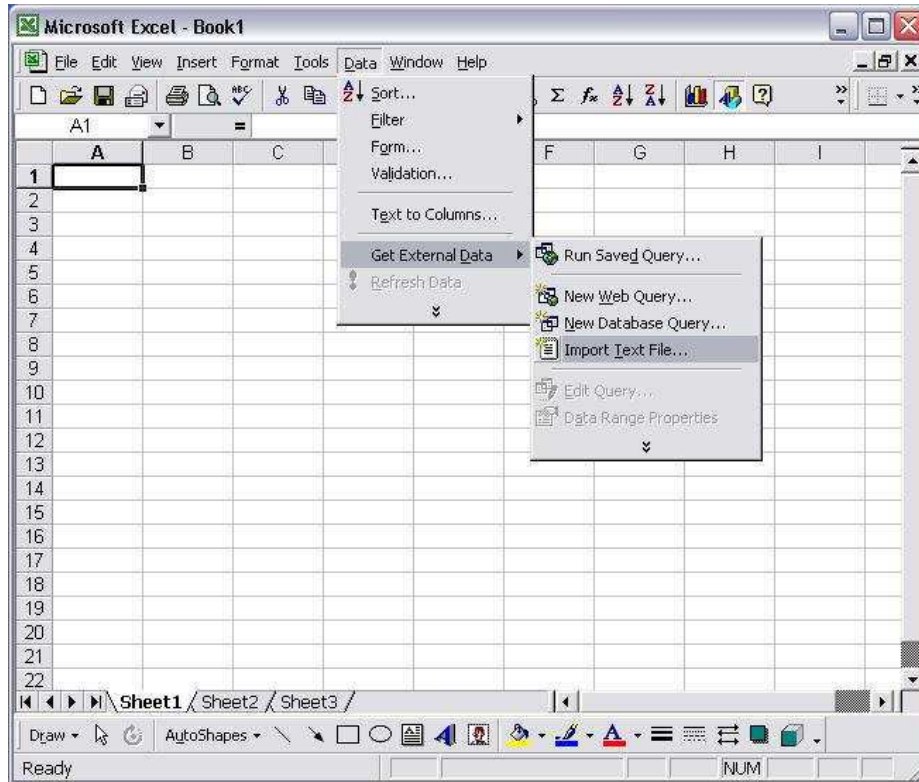 Microsoft Excel - Book1
File Edit View Insert Format Tools Data Window Help
ABC Σ fx A Z Z A ?
A1 =
A B C F G H I
Sort...
Filter
Form...
Validation...
Text to Columns...
Get External Data
Refresh Data
Run Saved Query...
New Web Query...
New Database Query...
Import Text File...
Edit Query...
Data Range Properties
1
2
3
4
5
6
7
8
9
10
11
12
13
14
15
16
17
18
19
20
21
22
Sheet1 / Sheet2 / Sheet3 /
Draw AutoShapes A A
Ready NUM